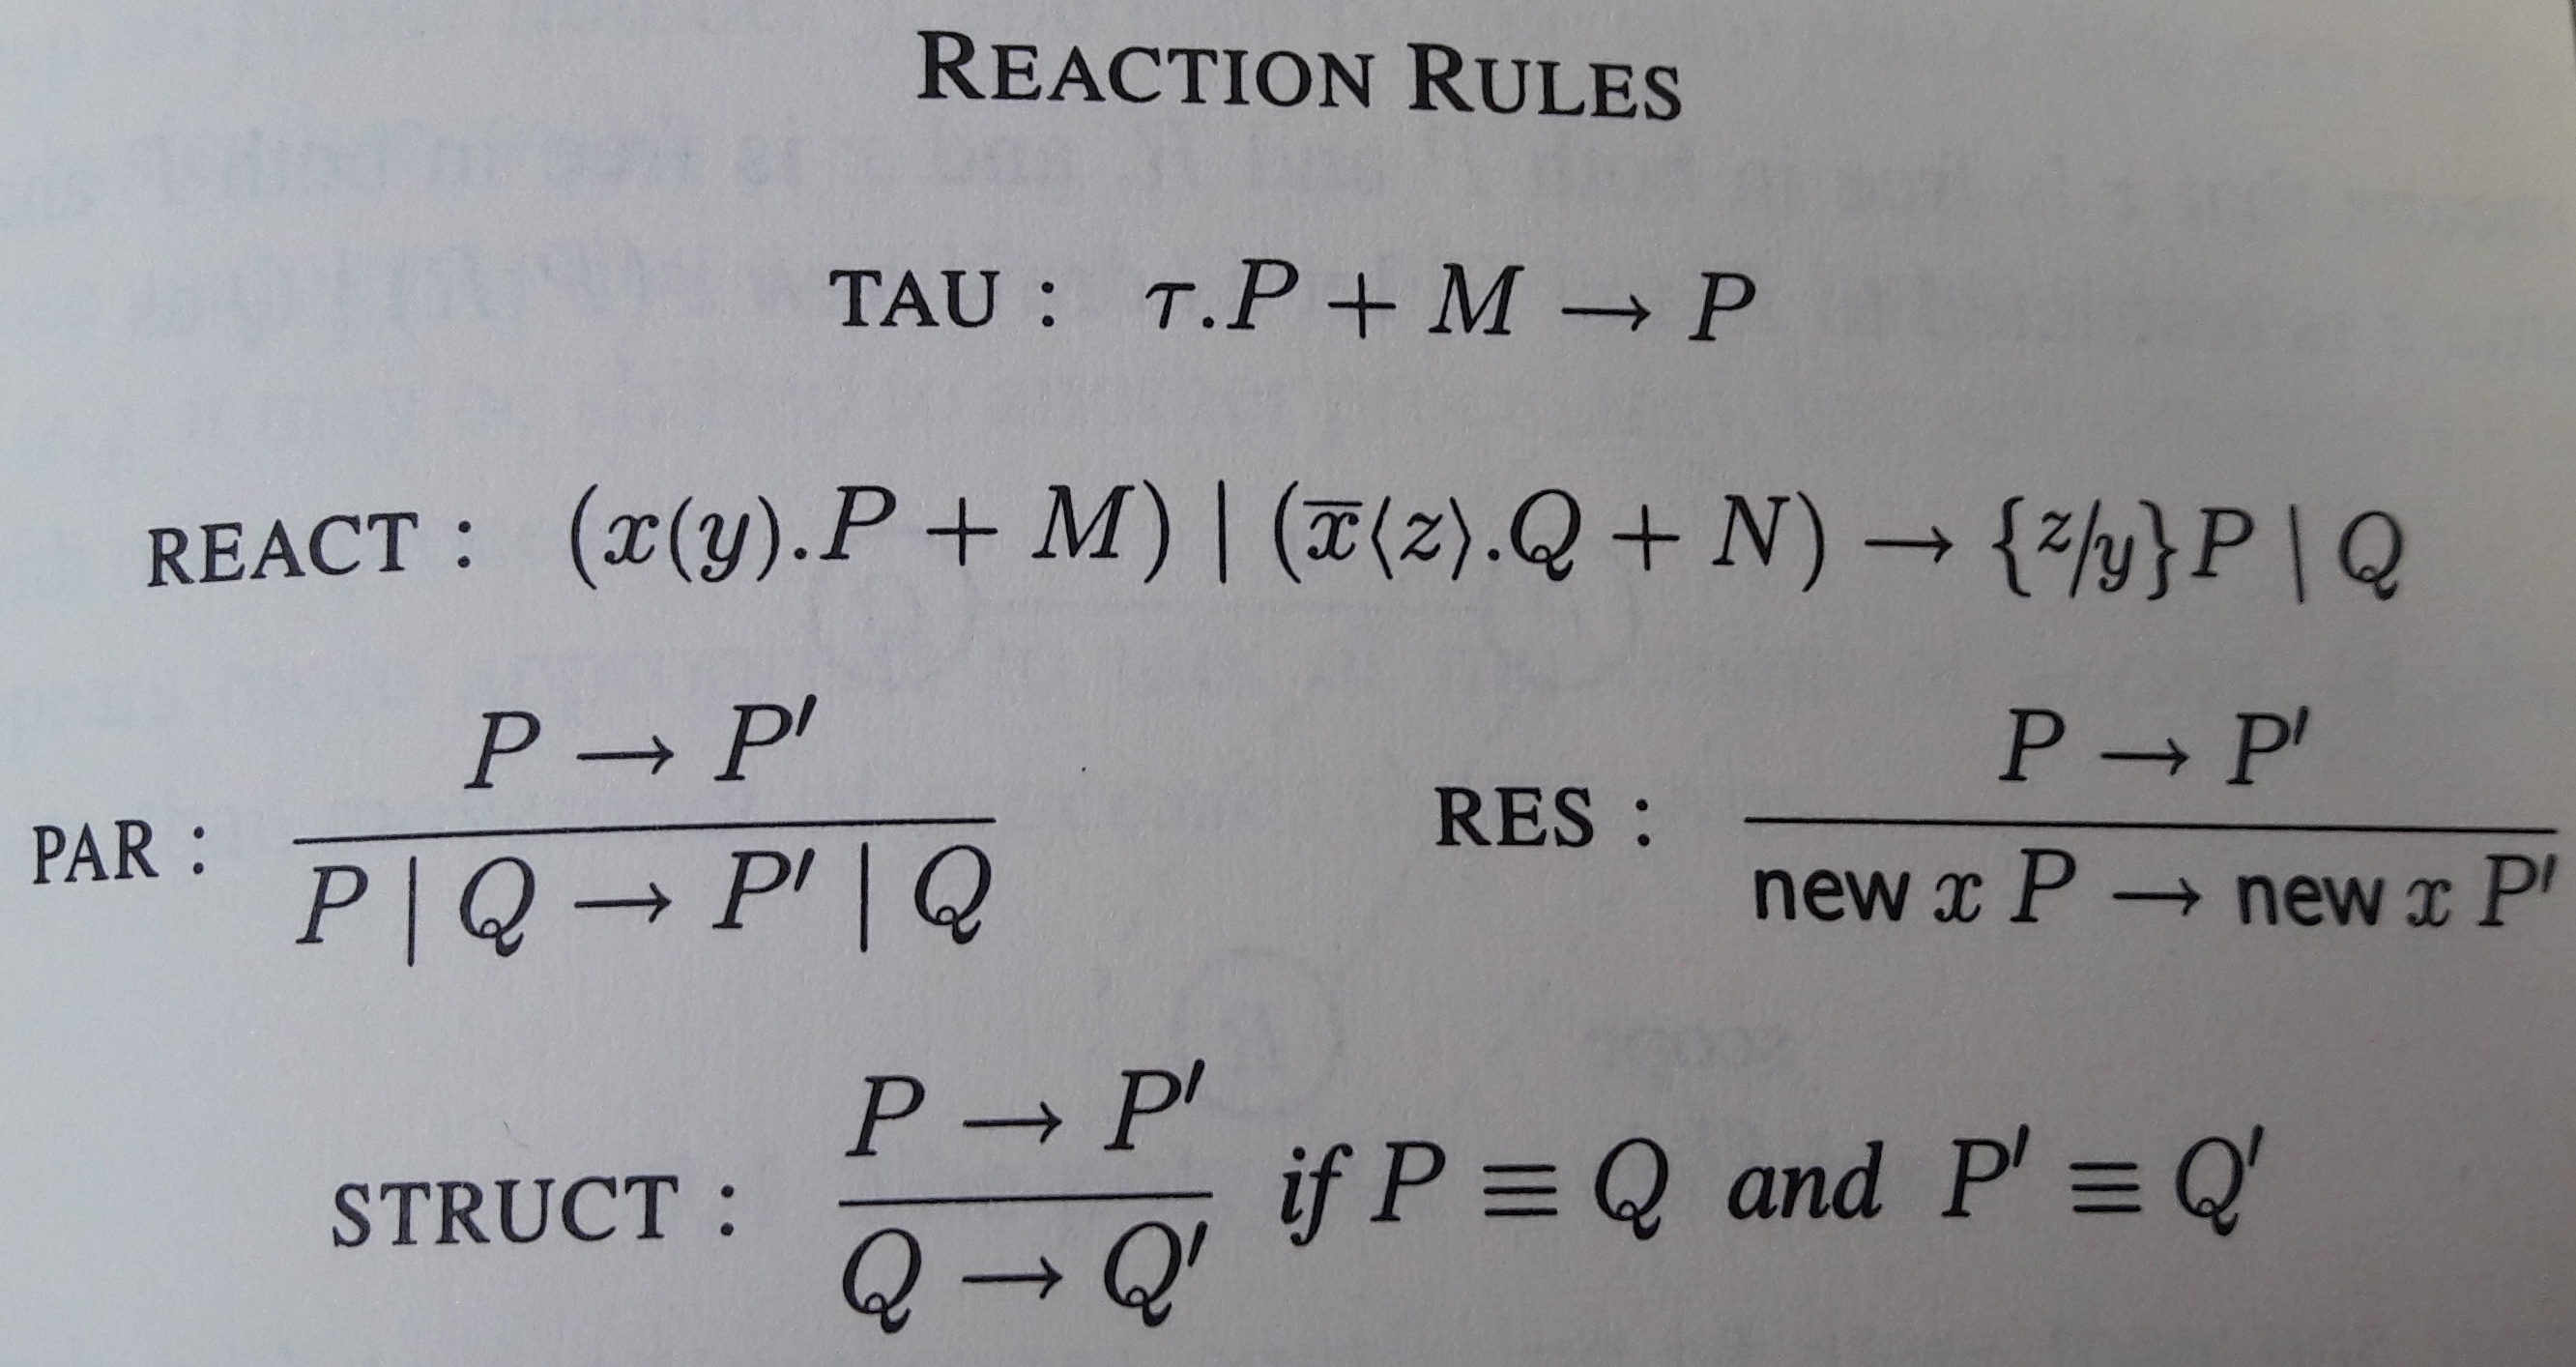 REACTION RULES
TAU : τ.P + M → P
REACT : (x(y).P + M) | (x̅⟨z⟩.Q + N) → {z/y}P | Q
P → P′
PAR :
P | Q → P′ | Q
P → P′
RES :
new x P → new x P′
P → P′
STRUCT : if P ≡ Q and P′ ≡ Q′
Q → Q′